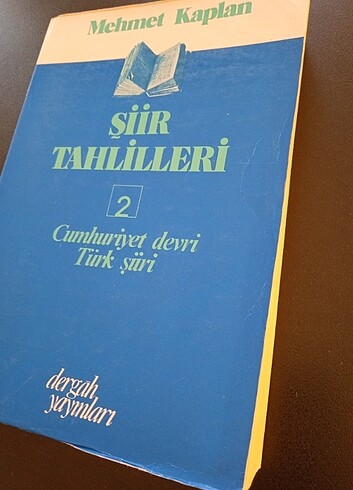 Mehmet Kaplan
ŞİİR
TAHLİLLERİ
2
Cumhuriyet devri
Türk şiiri
dergah
yayınları